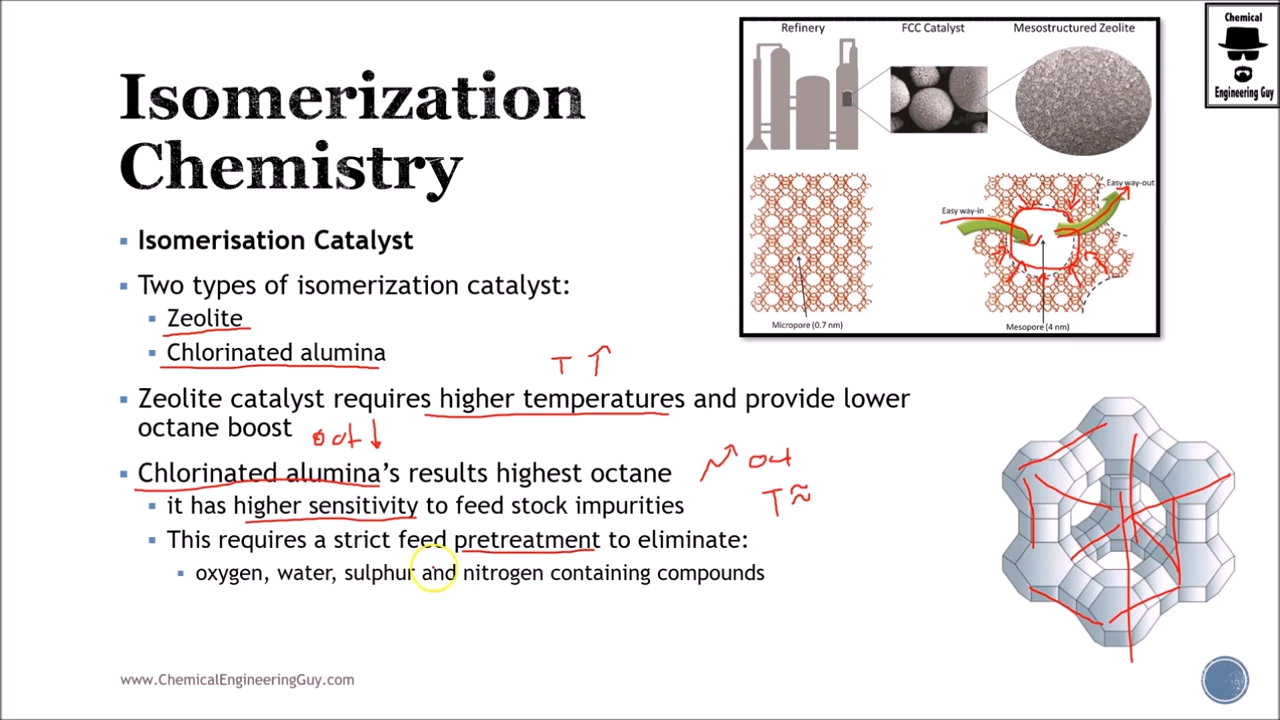 Isomerization
Chemistry
Isomerisation Catalyst
Two types of isomerization catalyst:
Zeolite
Chlorinated alumina
T ↑
Zeolite catalyst requires higher temperatures and provide lower
octane boost
oct ↓
Chlorinated alumina's results highest octane
oct
it has higher sensitivity to feed stock impurities
T ≈
This requires a strict feed pretreatment to eliminate:
oxygen, water, sulphur and nitrogen containing compounds
www.ChemicalEngineeringGuy.com
Refinery
FCC Catalyst
Mesostructured Zeolite
Easy way-in
Easy way-out
Micropore (0.7 nm)
Mesopore (4 nm)
Chemical
Engineering Guy